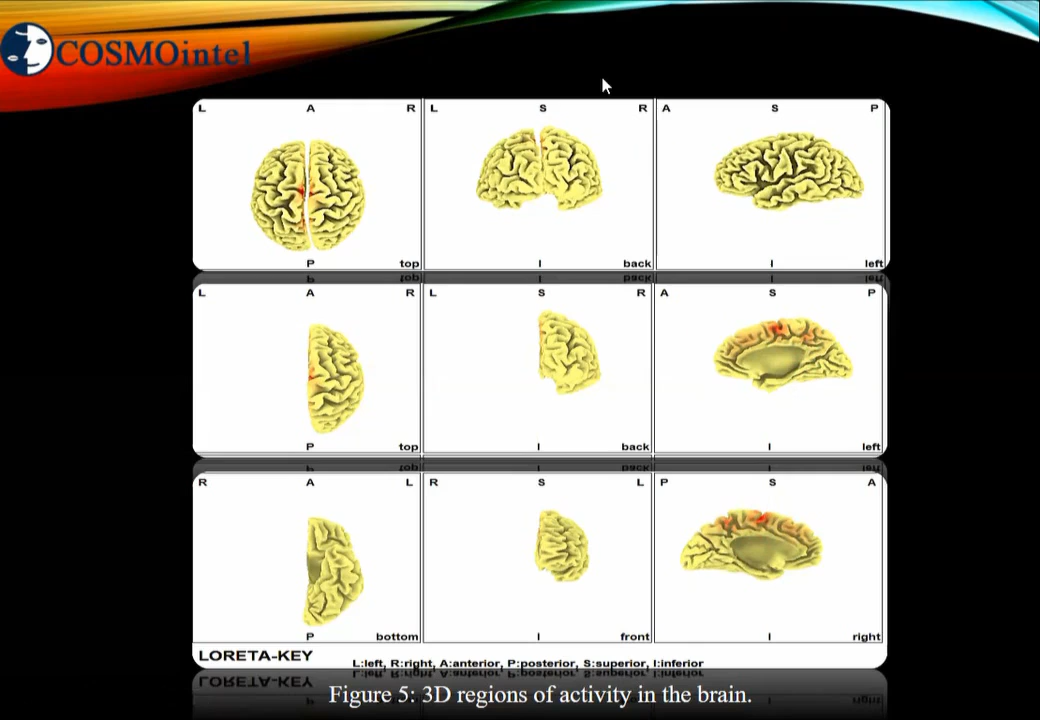 COSMOintel
L A R
L S R
A S P
P top
I back
I left
L A R
L S R
A S P
P top
I back
I left
R A L
R S L
P S A
P bottom
I front
I right
LORETA-KEY
L:left, R:right, A:anterior, P:posterior, S:superior, I:inferior
Figure 5: 3D regions of activity in the brain.